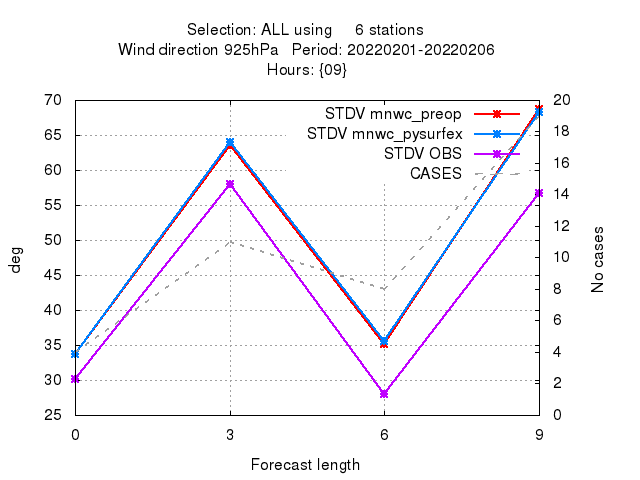 Selection: ALL using 6 stations
Wind direction 925hPa Period: 20220201-20220206
Hours: {09}
STDV mnwc_preop
STDV mnwc_pysurfex
STDV OBS
CASES
70
65
60
55
50
45
40
35
30
25
20
18
16
14
12
10
8
6
4
2
0
deg
No cases
0
3
6
9
Forecast length